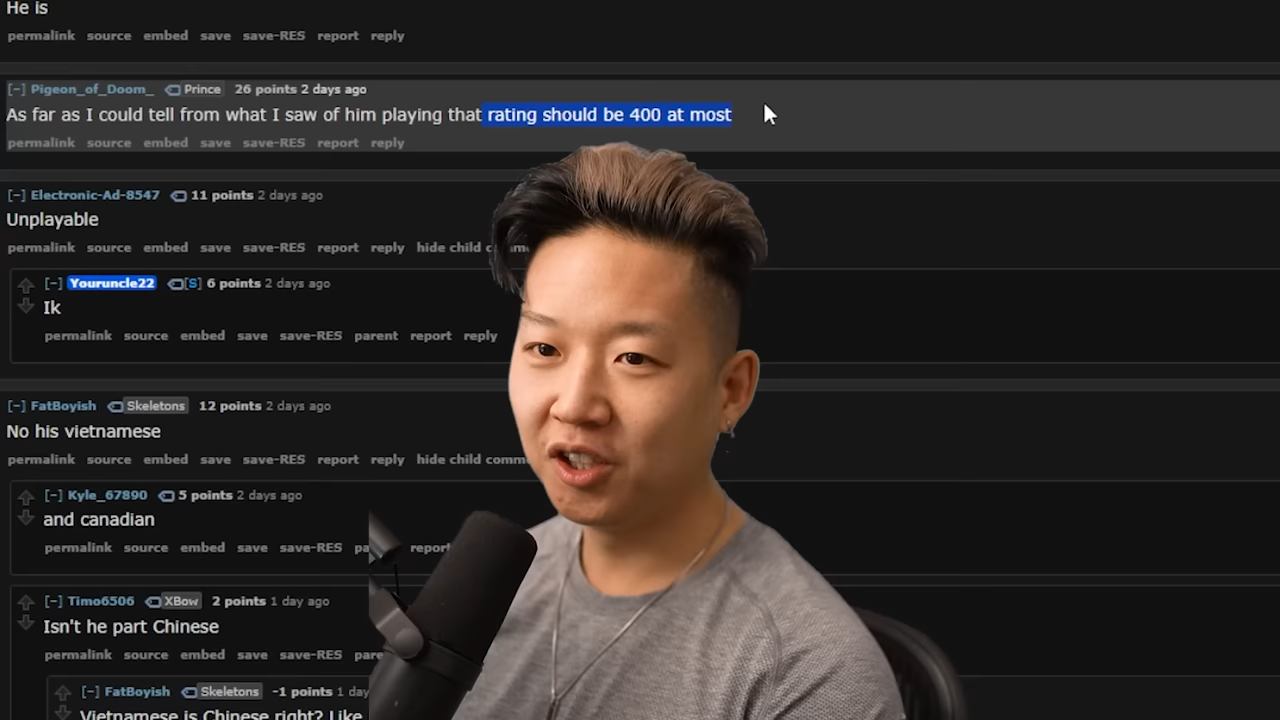 He is
permalink source embed save save-RES report reply
[-] Pigeon_of_Doom_ Prince 26 points 2 days ago
As far as I could tell from what I saw of him playing that rating should be 400 at most
permalink source embed save save-RES report reply
[-] Electronic-Ad-8547 11 points 2 days ago
Unplayable
permalink source embed save save-RES report reply hide child
[-] Youruncle22 [S] 6 points 2 days ago
Ik
permalink source embed save save-RES parent report reply
[-] FatBoyish Skeletons 12 points 2 days ago
No his vietnamese
permalink source embed save save-RES report reply hide child
[-] Kyle_67890 5 points 2 days ago
and canadian
permalink source embed save save-RES report
[-] Timo6506 XBow 2 points 1 day ago
Isn't he part Chinese
permalink source embed save save-RES
[-] FatBoyish Skeletons -1 points 1 day
Vietnamese is Chinese right? Like